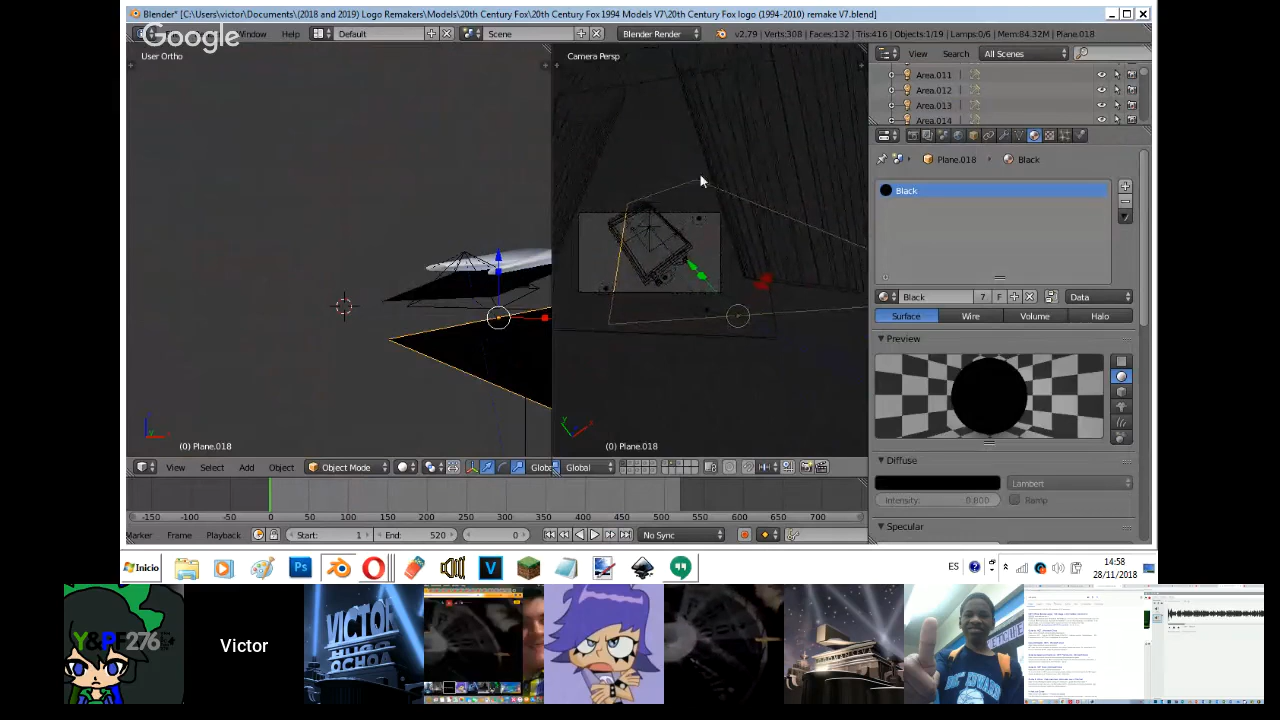 Blender* [C:\Users\victor\Documents\(2018 and 2019) Logo Remakers\Models\20th Century Fox\20th Century Fox 1994 Models V7\20th Century Fox logo (1994-2010) remake V7.blend]
Google
Window Help Default Scene Blender Render v2.79 | Verts:308 | Faces:132 | Tris:416 | Objects:1/19 | Lamps:0/6 | Mem:84.32M | Plane.018
User Ortho
Camera Persp
View Search All Scenes
Area.011
Area.012
Area.013
Area.014
Plane.018 Black
Black
Black 7 F Data
Surface Wire Volume Halo
Preview
(0) Plane.018
(0) Plane.018
Diffuse
View Select Add Object Object Mode Global
Lambert
Intensity: 0.800 Ramp
-150 -100 -50 0 50 100 150 200 250 300 350 400 450 500 550 600 650 700
Specular
Marker Frame Playback Start: 1 End: 520 0 No Sync
Inicio
ES
14:58
28/11/2018
P 276
Victor